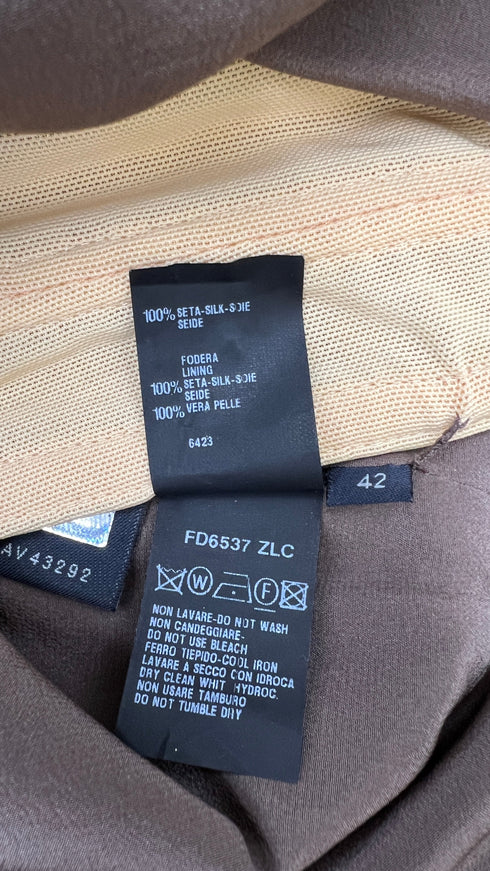 100% SETA-SILK-SOIE
SEIDE
FODERA
LINING
100% SETA-SILK-SOIE
SEIDE
100% VERA PELLE
6423
42
FD6537 ZLC
W F
NON LAVARE-DO NOT WASH
NON CANDEGGIARE-
DO NOT USE BLEACH
FERRO TIEPIDO-COOL IRON
LAVARE A SECCO CON IDROCA
DRY CLEAN WHIT HYDROC.
NON USARE TAMBURO
DO NOT TUMBLE DRY
AV43292